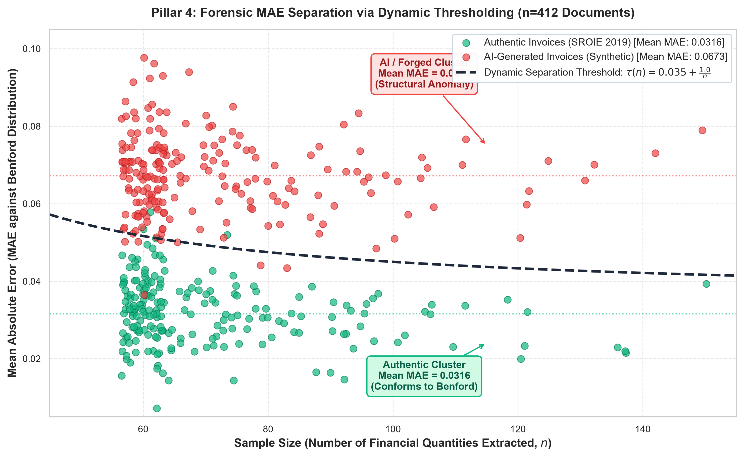 Pillar 4: Forensic MAE Separation via Dynamic Thresholding (n=412 Documents)
Authentic Invoices (SROIE 2019) [Mean MAE: 0.0316]
AI-Generated Invoices (Synthetic) [Mean MAE: 0.0673]
Dynamic Separation Threshold: τ(n) = 0.035 + 1.0/n
AI / Forged Clus
Mean MAE = 0.0
(Structural Anomaly)
Authentic Cluster
Mean MAE = 0.0316
(Conforms to Benford)
Mean Absolute Error (MAE against Benford Distribution)
0.10
0.08
0.06
0.04
0.02
60
80
100
120
140
Sample Size (Number of Financial Quantities Extracted, n)